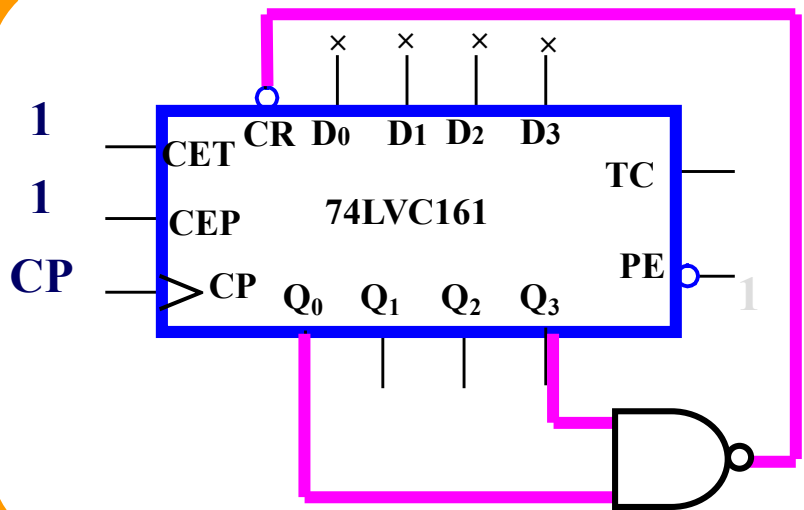 × × × ×
1
CR D0 D1 D2 D3
CET
TC
1
74LVC161
CEP
PE
CP
CP
1
Q0 Q1 Q2 Q3